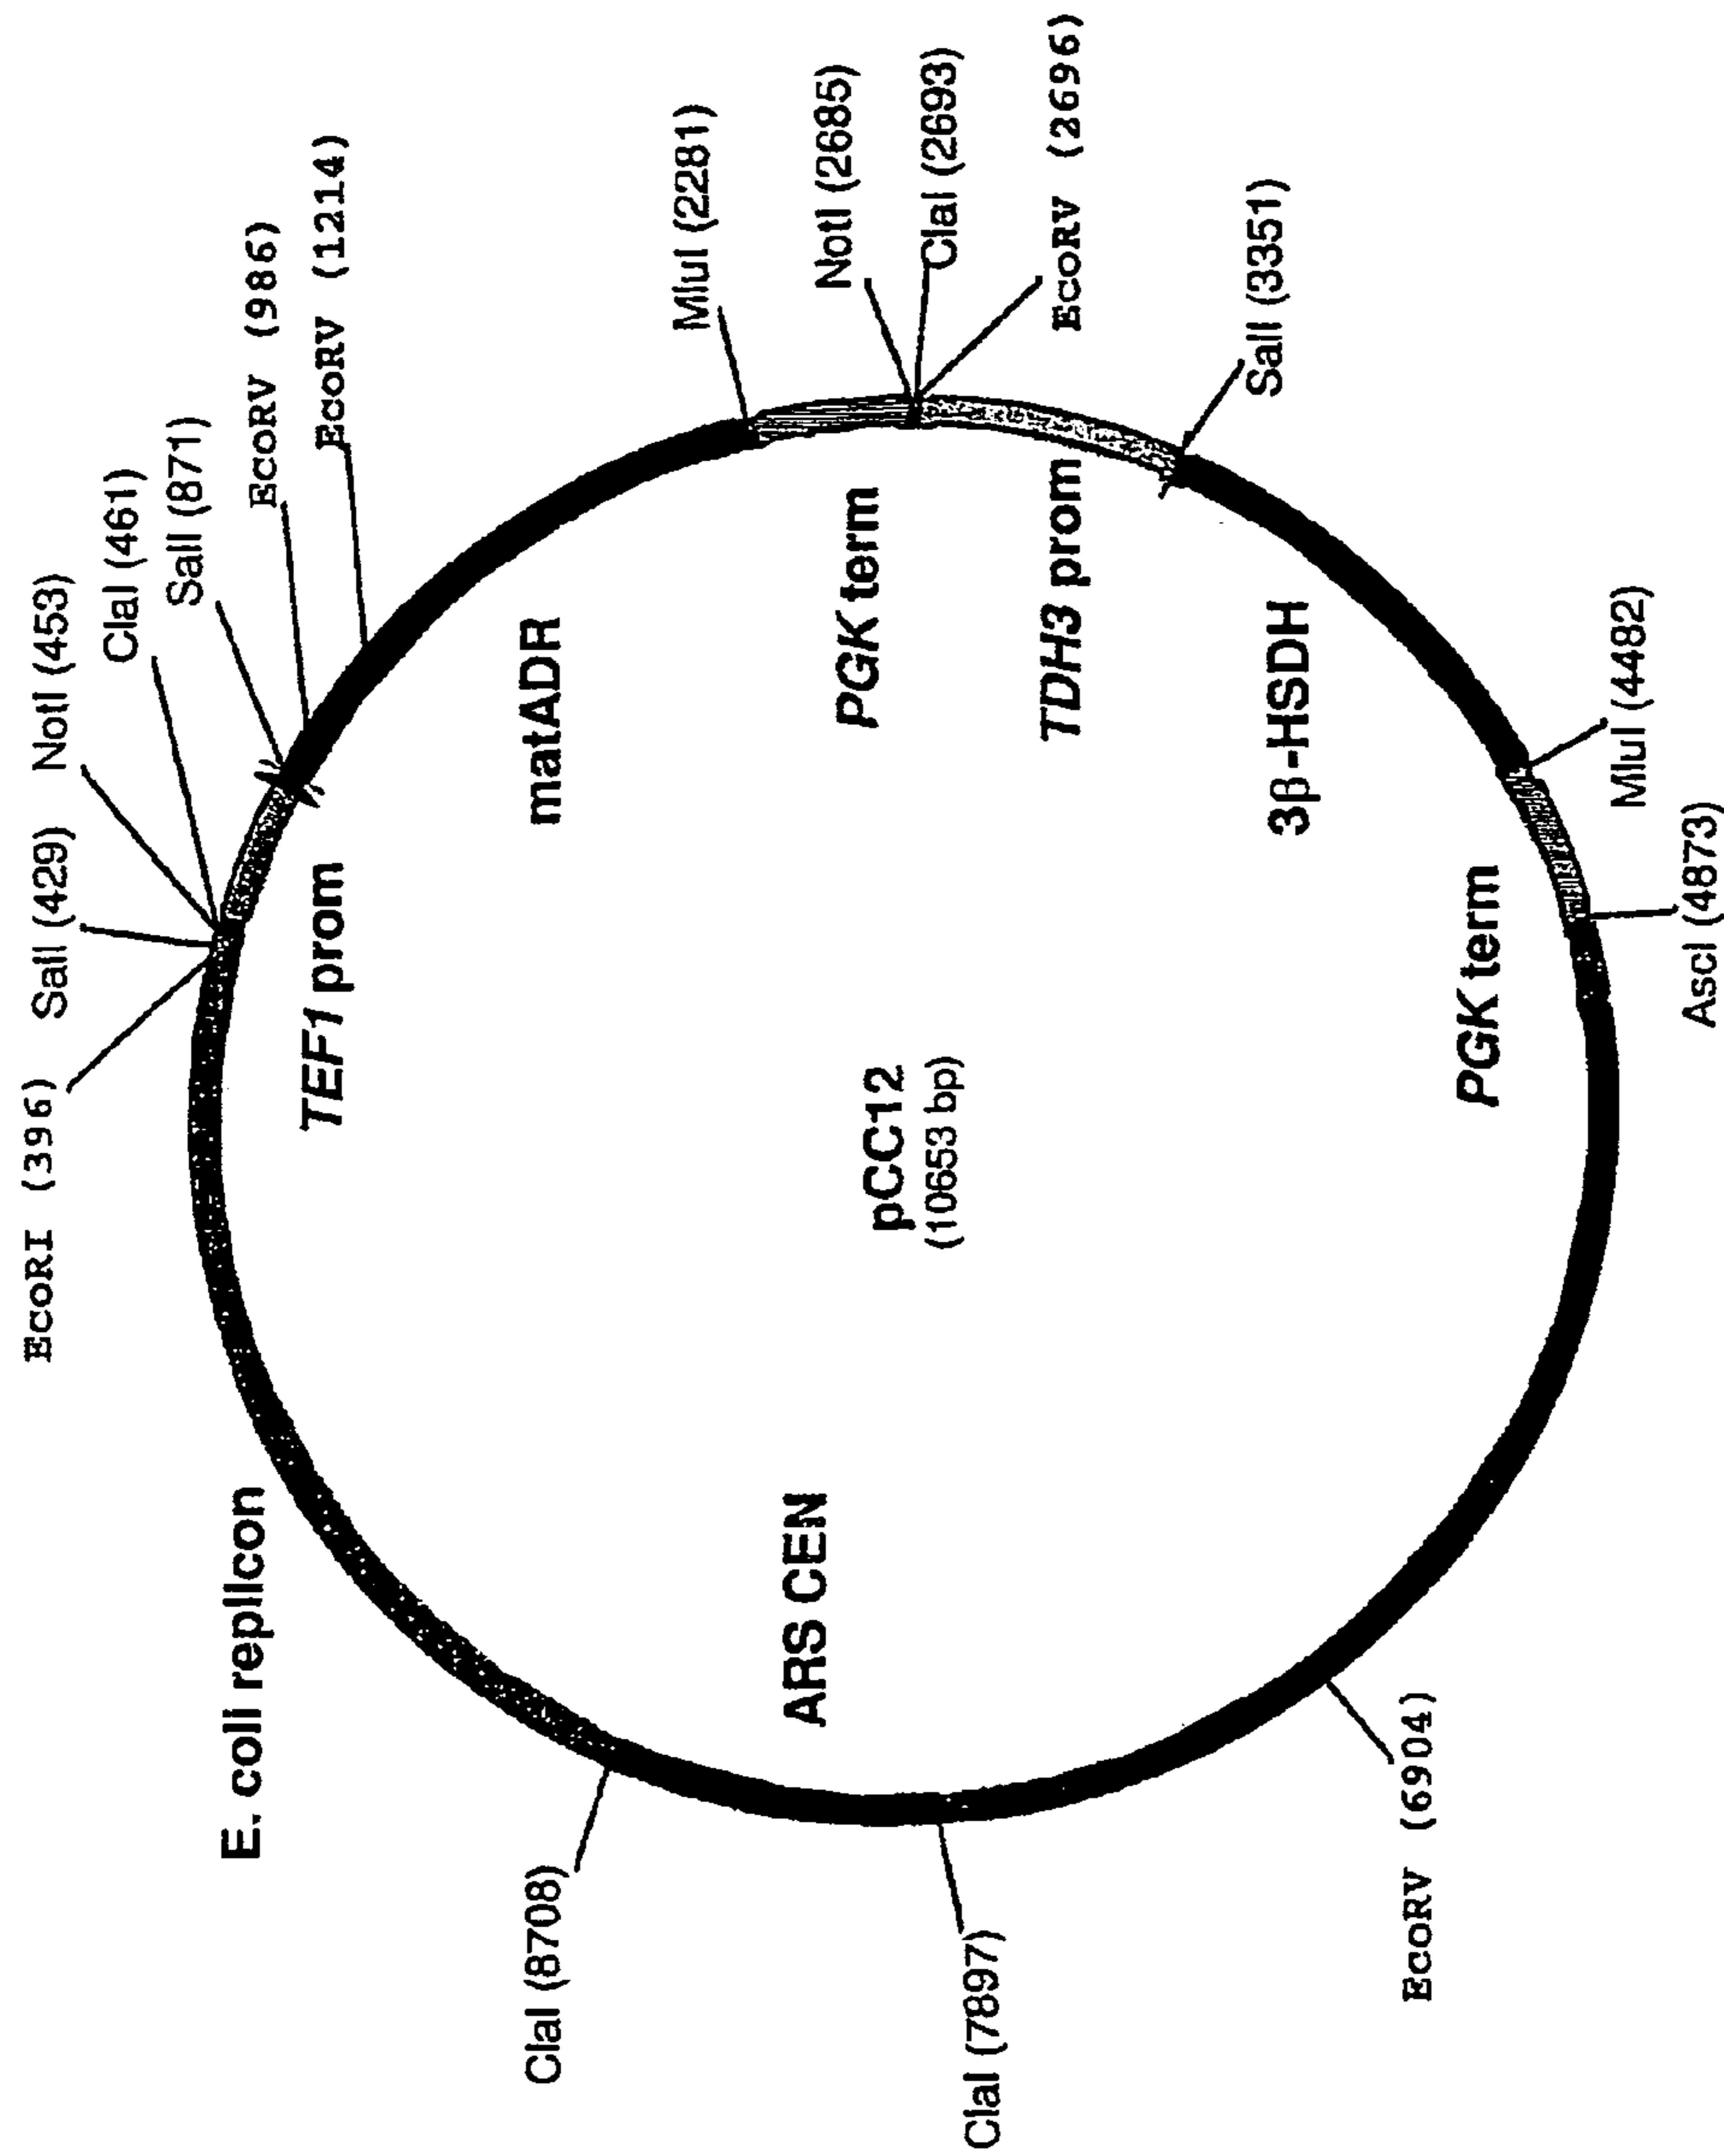 EcoRI (396)
SalI (429)
NotI (453)
ClaI (461)
SalI (871)
EcoRV (986)
EcoRV (1214)
MluI (2281)
NotI (2685)
ClaI (2693)
EcoRV (2696)
SalI (3351)
MluI (4482)
AscI (4873)
EcoRV (6904)
ClaI (7897)
ClaI (8708)
E. coli replicon
TEF1 prom
matADR
PGK term
TDH3 prom
3β-HSDH
PGK term
ARS CEN
pCC12
(10653 bp)